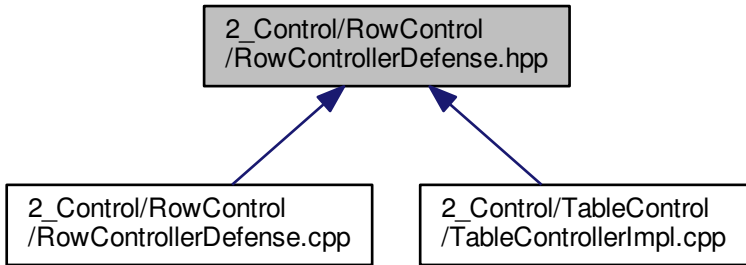 2_Control/RowControl
/RowControllerDefense.hpp
2_Control/RowControl
/RowControllerDefense.cpp
2_Control/TableControl
/TableControllerImpl.cpp